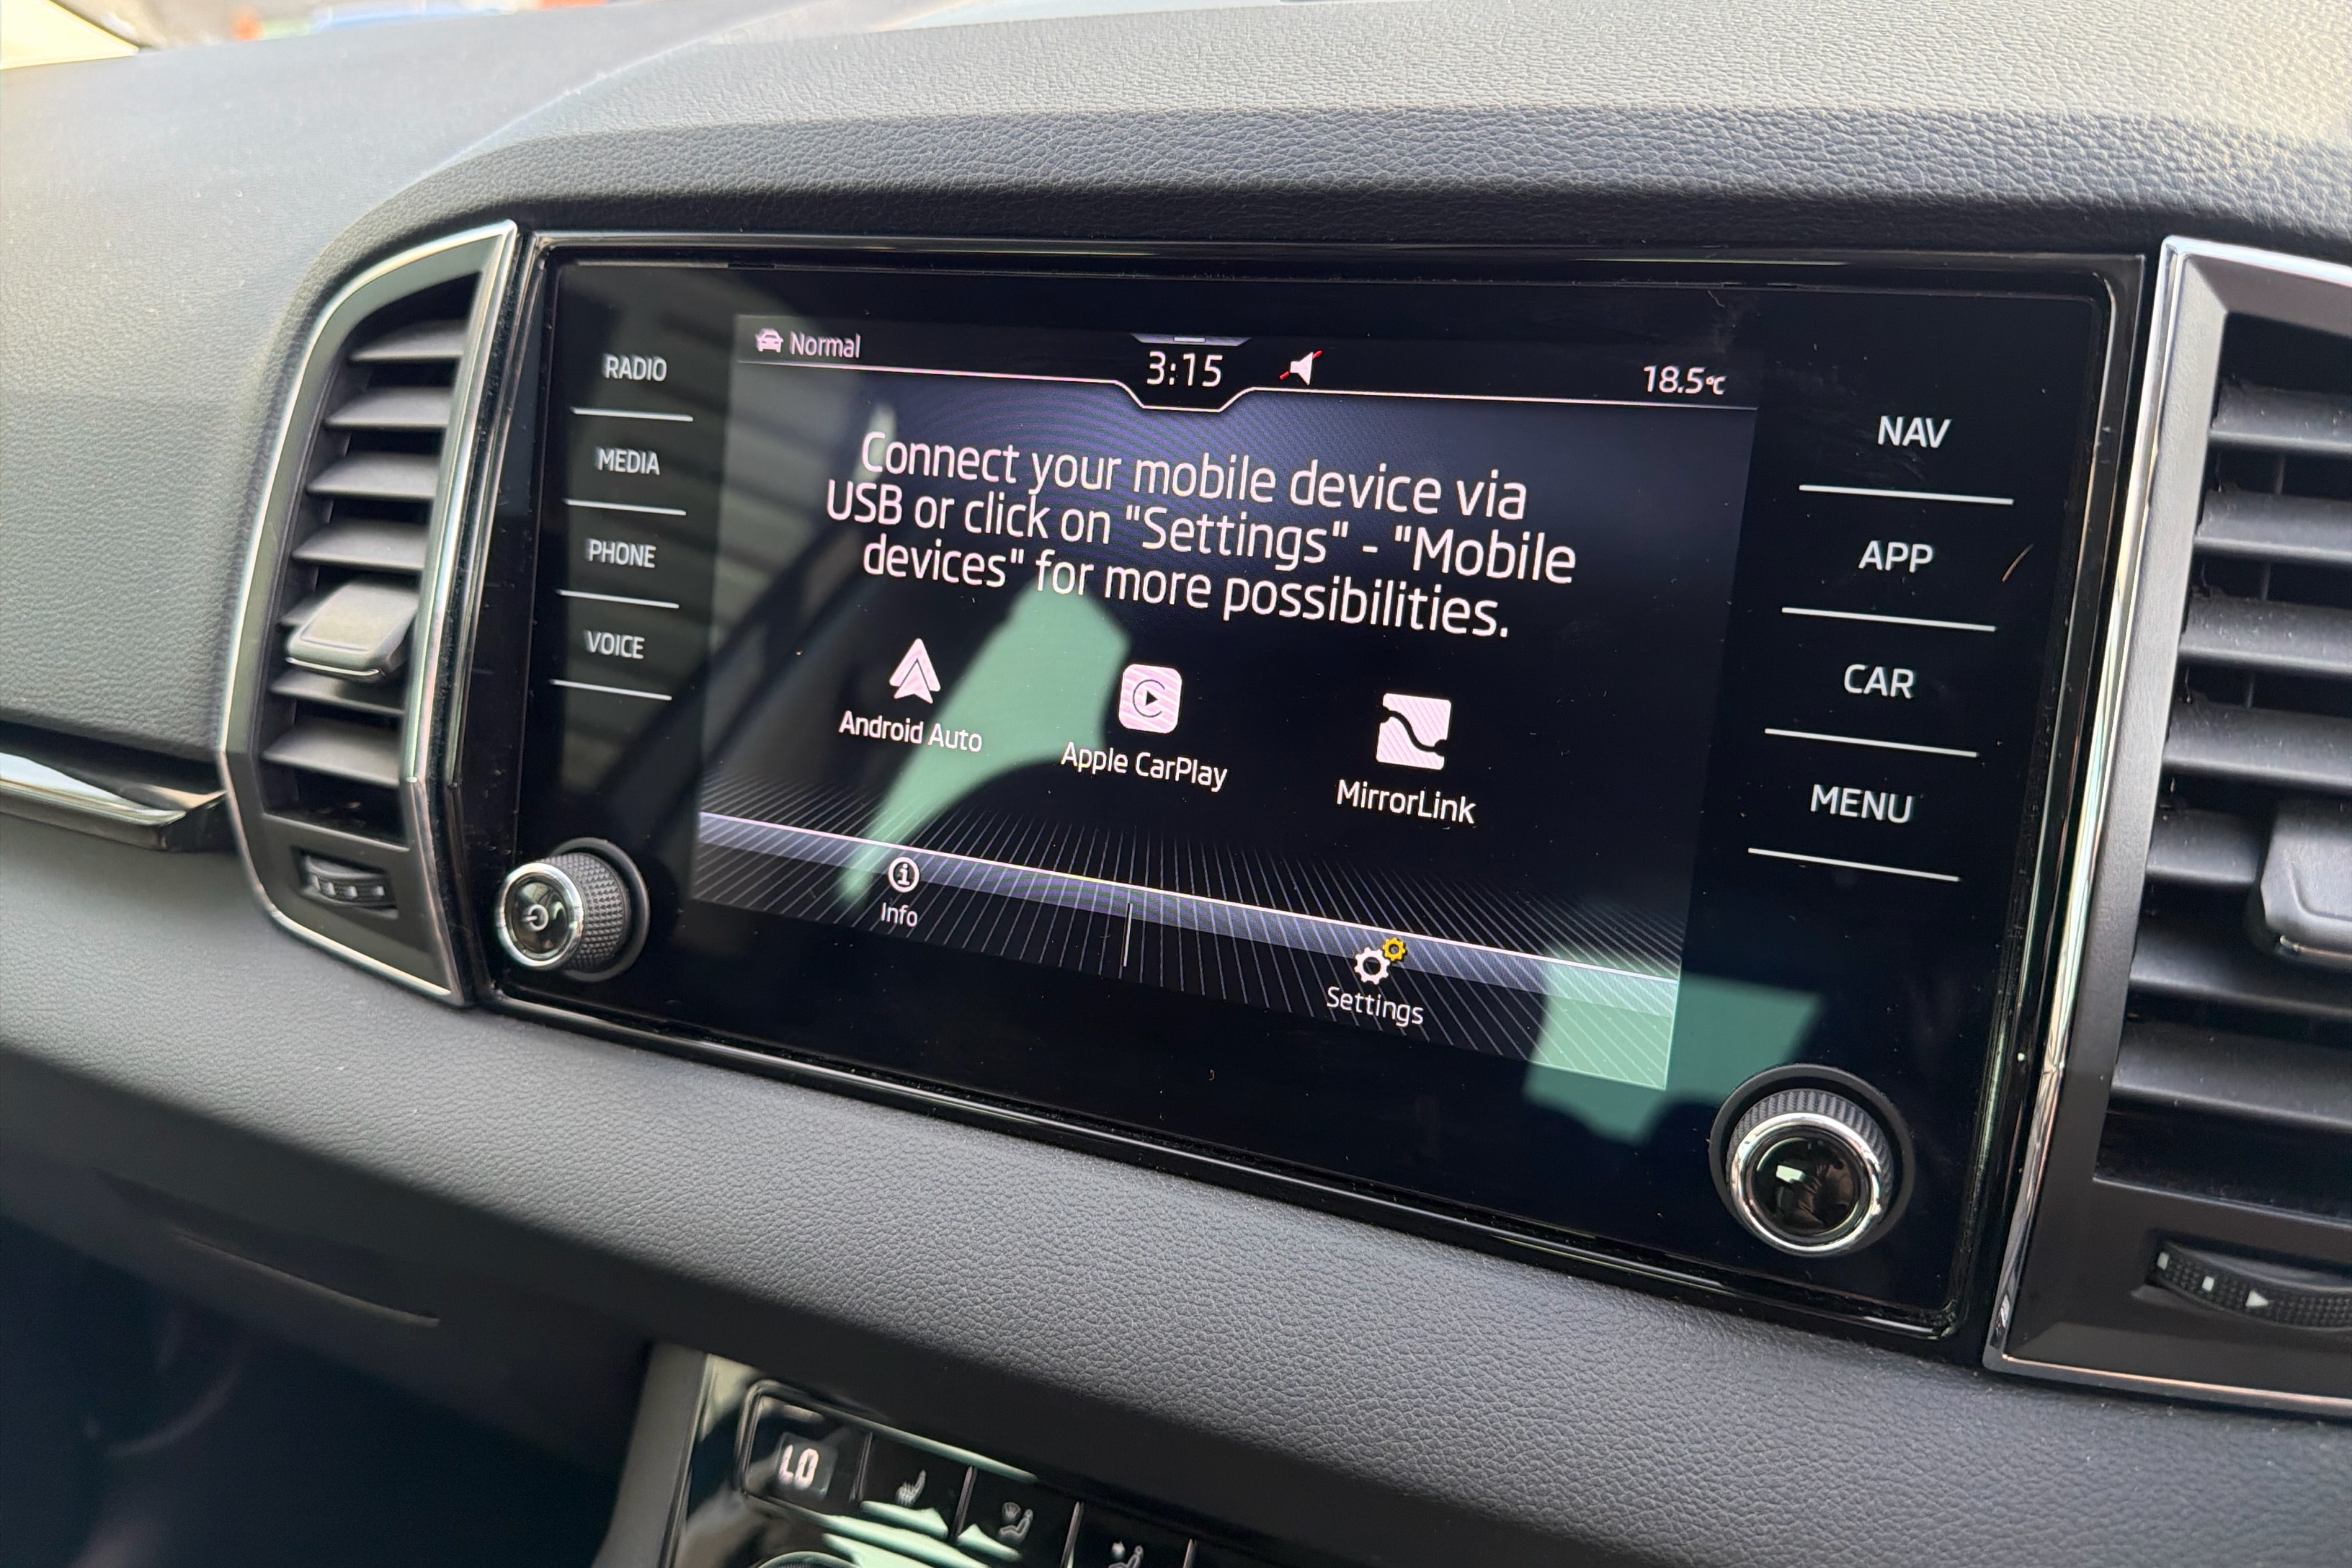 RADIO
MEDIA
PHONE
VOICE
Normal
3:15
18.5°C
Connect your mobile device via
USB or click on "Settings" - "Mobile
devices" for more possibilities.
Android Auto
Apple CarPlay
MirrorLink
Info
Settings
NAV
APP
CAR
MENU
LO